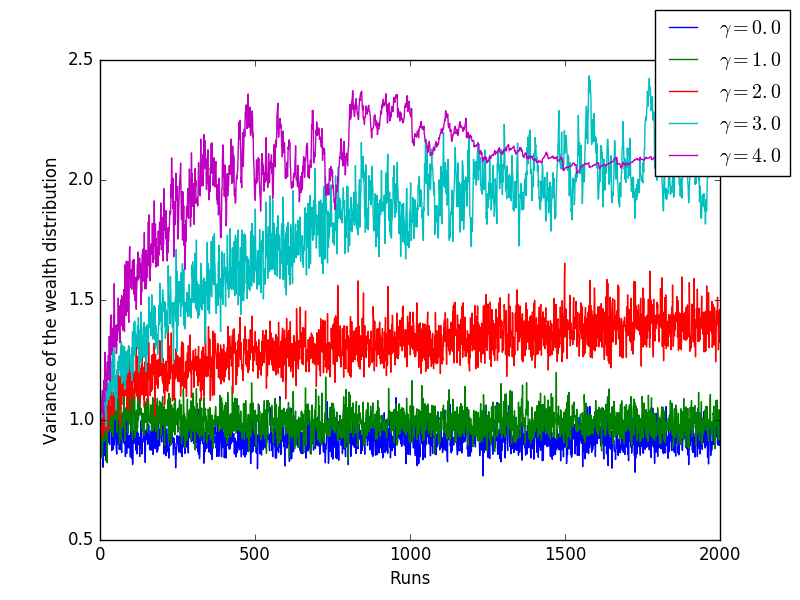 γ = 0.0
γ = 1.0
γ = 2.0
γ = 3.0
γ = 4.0
2.5
2.0
1.5
1.0
0.5
Variance of the wealth distribution
0 500 1000 1500 2000
Runs